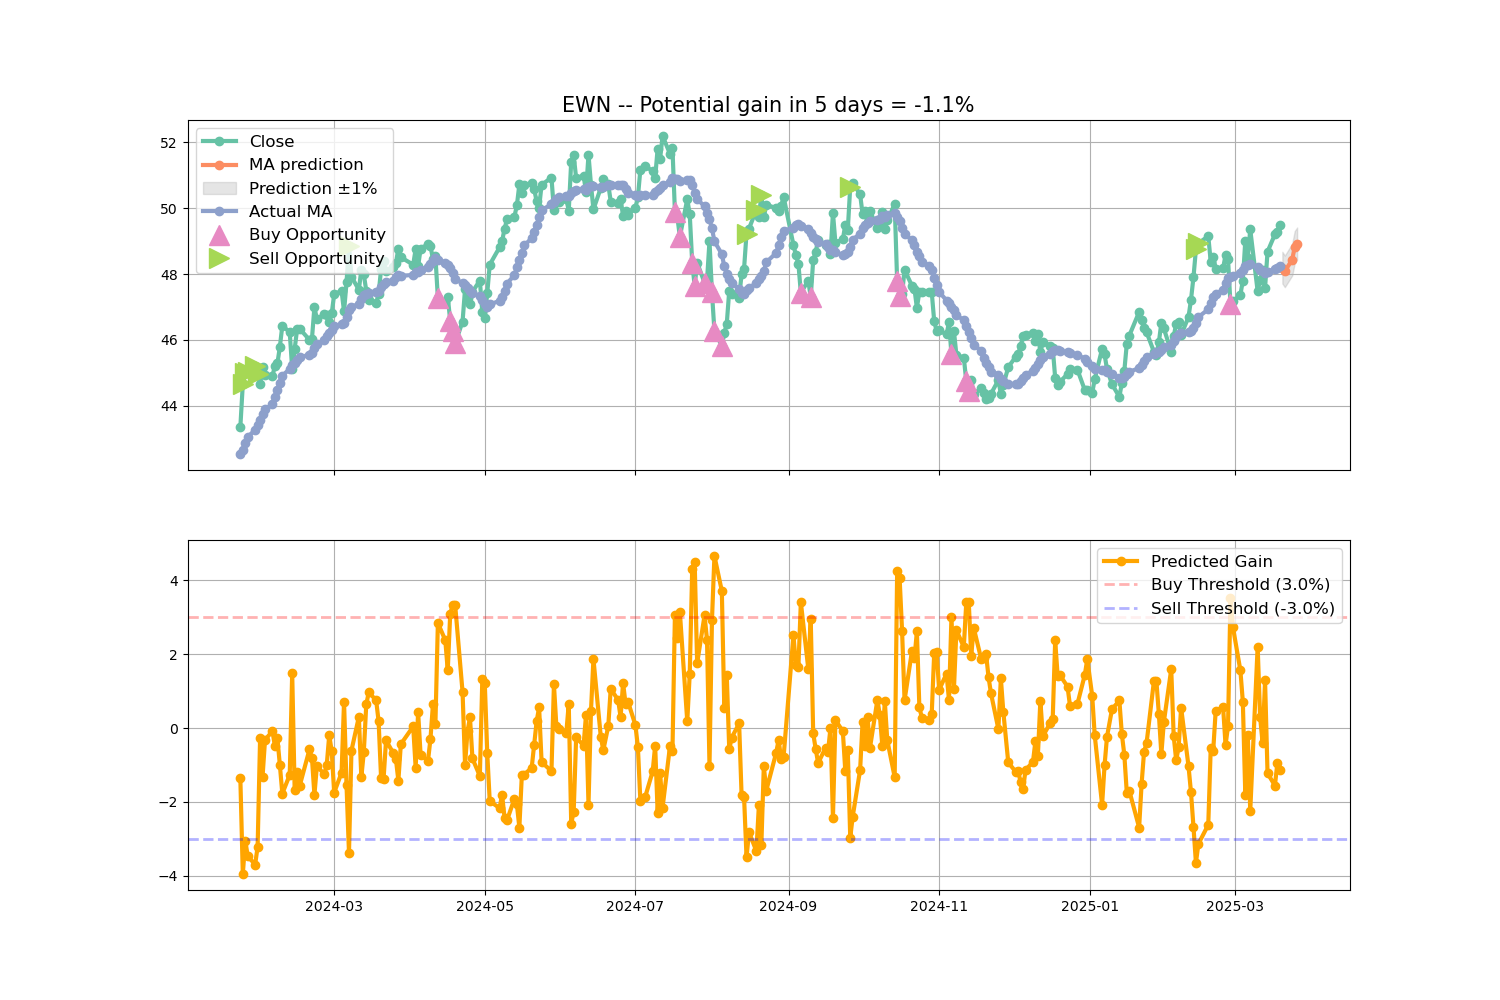 EWN -- Potential gain in 5 days = -1.1%
52
50
48
46
44
Close
MA prediction
Prediction ±1%
Actual MA
Buy Opportunity
Sell Opportunity
4
2
0
−2
−4
Predicted Gain
Buy Threshold (3.0%)
Sell Threshold (-3.0%)
2024-03 2024-05 2024-07 2024-09 2024-11 2025-01 2025-03